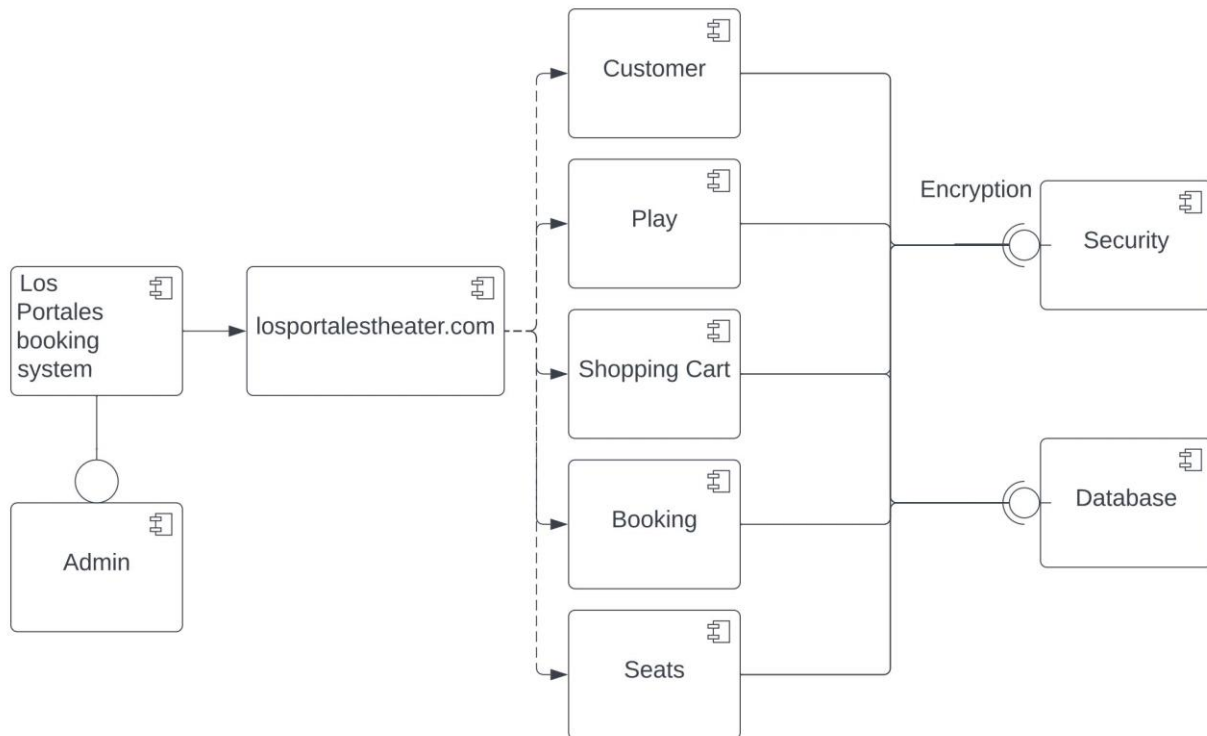 Customer
Play
Encryption
Security
Los
Portales
booking
system
losportalestheater.com
Shopping Cart
Booking
Database
Admin
Seats